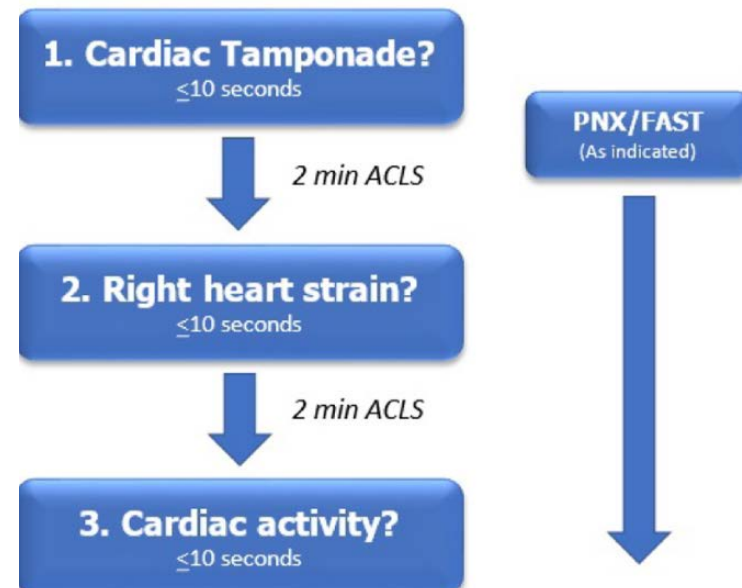 1. Cardiac Tamponade?
≤10 seconds
2 min ACLS
PNX/FAST
(As indicated)
2. Right heart strain?
≤10 seconds
2 min ACLS
3. Cardiac activity?
≤10 seconds